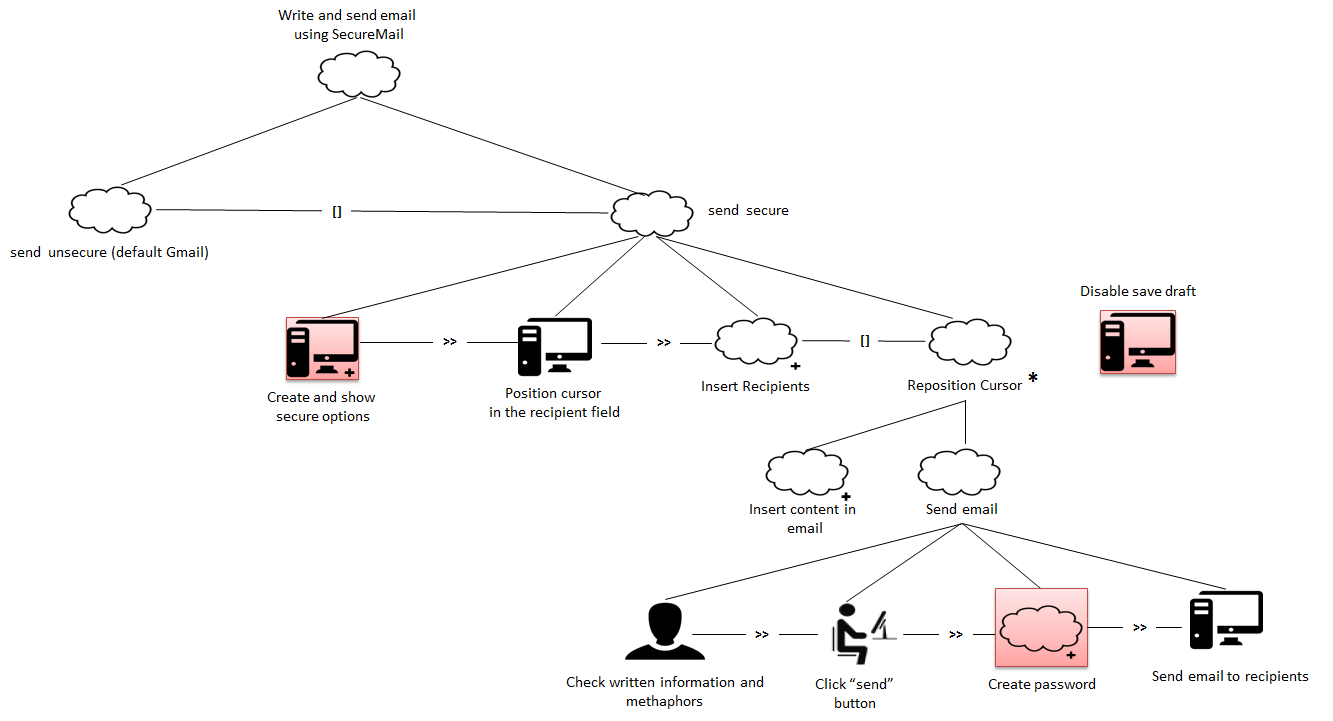 Write and send email
using SecureMail
[]
send secure
send unsecure (default Gmail)
Disable save draft
>>
>>
[]
+
+
Create and show
secure options
Position cursor
in the recipient field
Insert Recipients
Reposition Cursor *
+
Insert content in
email
Send email
>>
>>
>>
+
Check written information and
methaphors
Click “send”
button
Create password
Send email to recipients